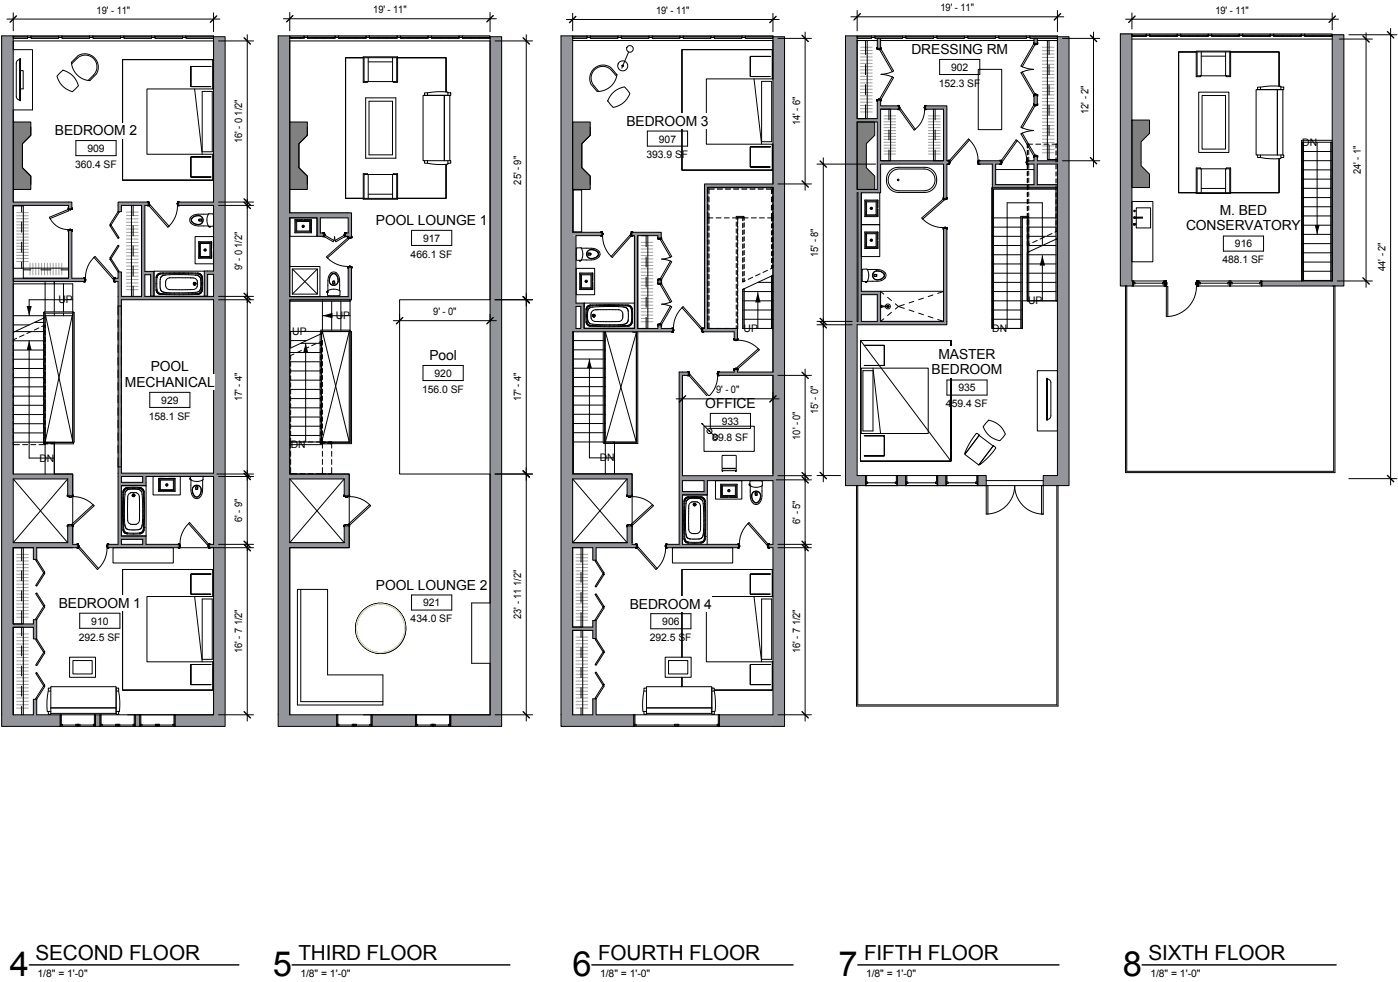 19' - 11"
BEDROOM 2
909
360.4 SF
16' - 0 1/2"
9' - 0 1/2"
UP
POOL
MECHANICAL
929
158.1 SF
17' - 4"
DN
6' - 9"
BEDROOM 1
910
292.5 SF
16' - 7 1/2"
19' - 11"
25' - 9"
POOL LOUNGE 1
917
466.1 SF
UP
UP
9' - 0"
Pool
920
156.0 SF
17' - 4"
DN
POOL LOUNGE 2
921
434.0 SF
23' - 11 1/2"
19' - 11"
BEDROOM 3
907
393.9 SF
14' - 6"
UP
9' - 0"
OFFICE
933
89.8 SF
10' - 0"
DN
6' - 5"
BEDROOM 4
906
292.5 SF
16' - 7 1/2"
19' - 11"
DRESSING RM
902
152.3 SF
12' - 2"
15' - 8"
UP
DN
MASTER
BEDROOM
935
459.4 SF
15' - 0"
19' - 11"
DN
24' - 1"
M. BED
CONSERVATORY
916
488.1 SF
44' - 2"
4 SECOND FLOOR
1/8" = 1'-0"
5 THIRD FLOOR
1/8" = 1'-0"
6 FOURTH FLOOR
1/8" = 1'-0"
7 FIFTH FLOOR
1/8" = 1'-0"
8 SIXTH FLOOR
1/8" = 1'-0"